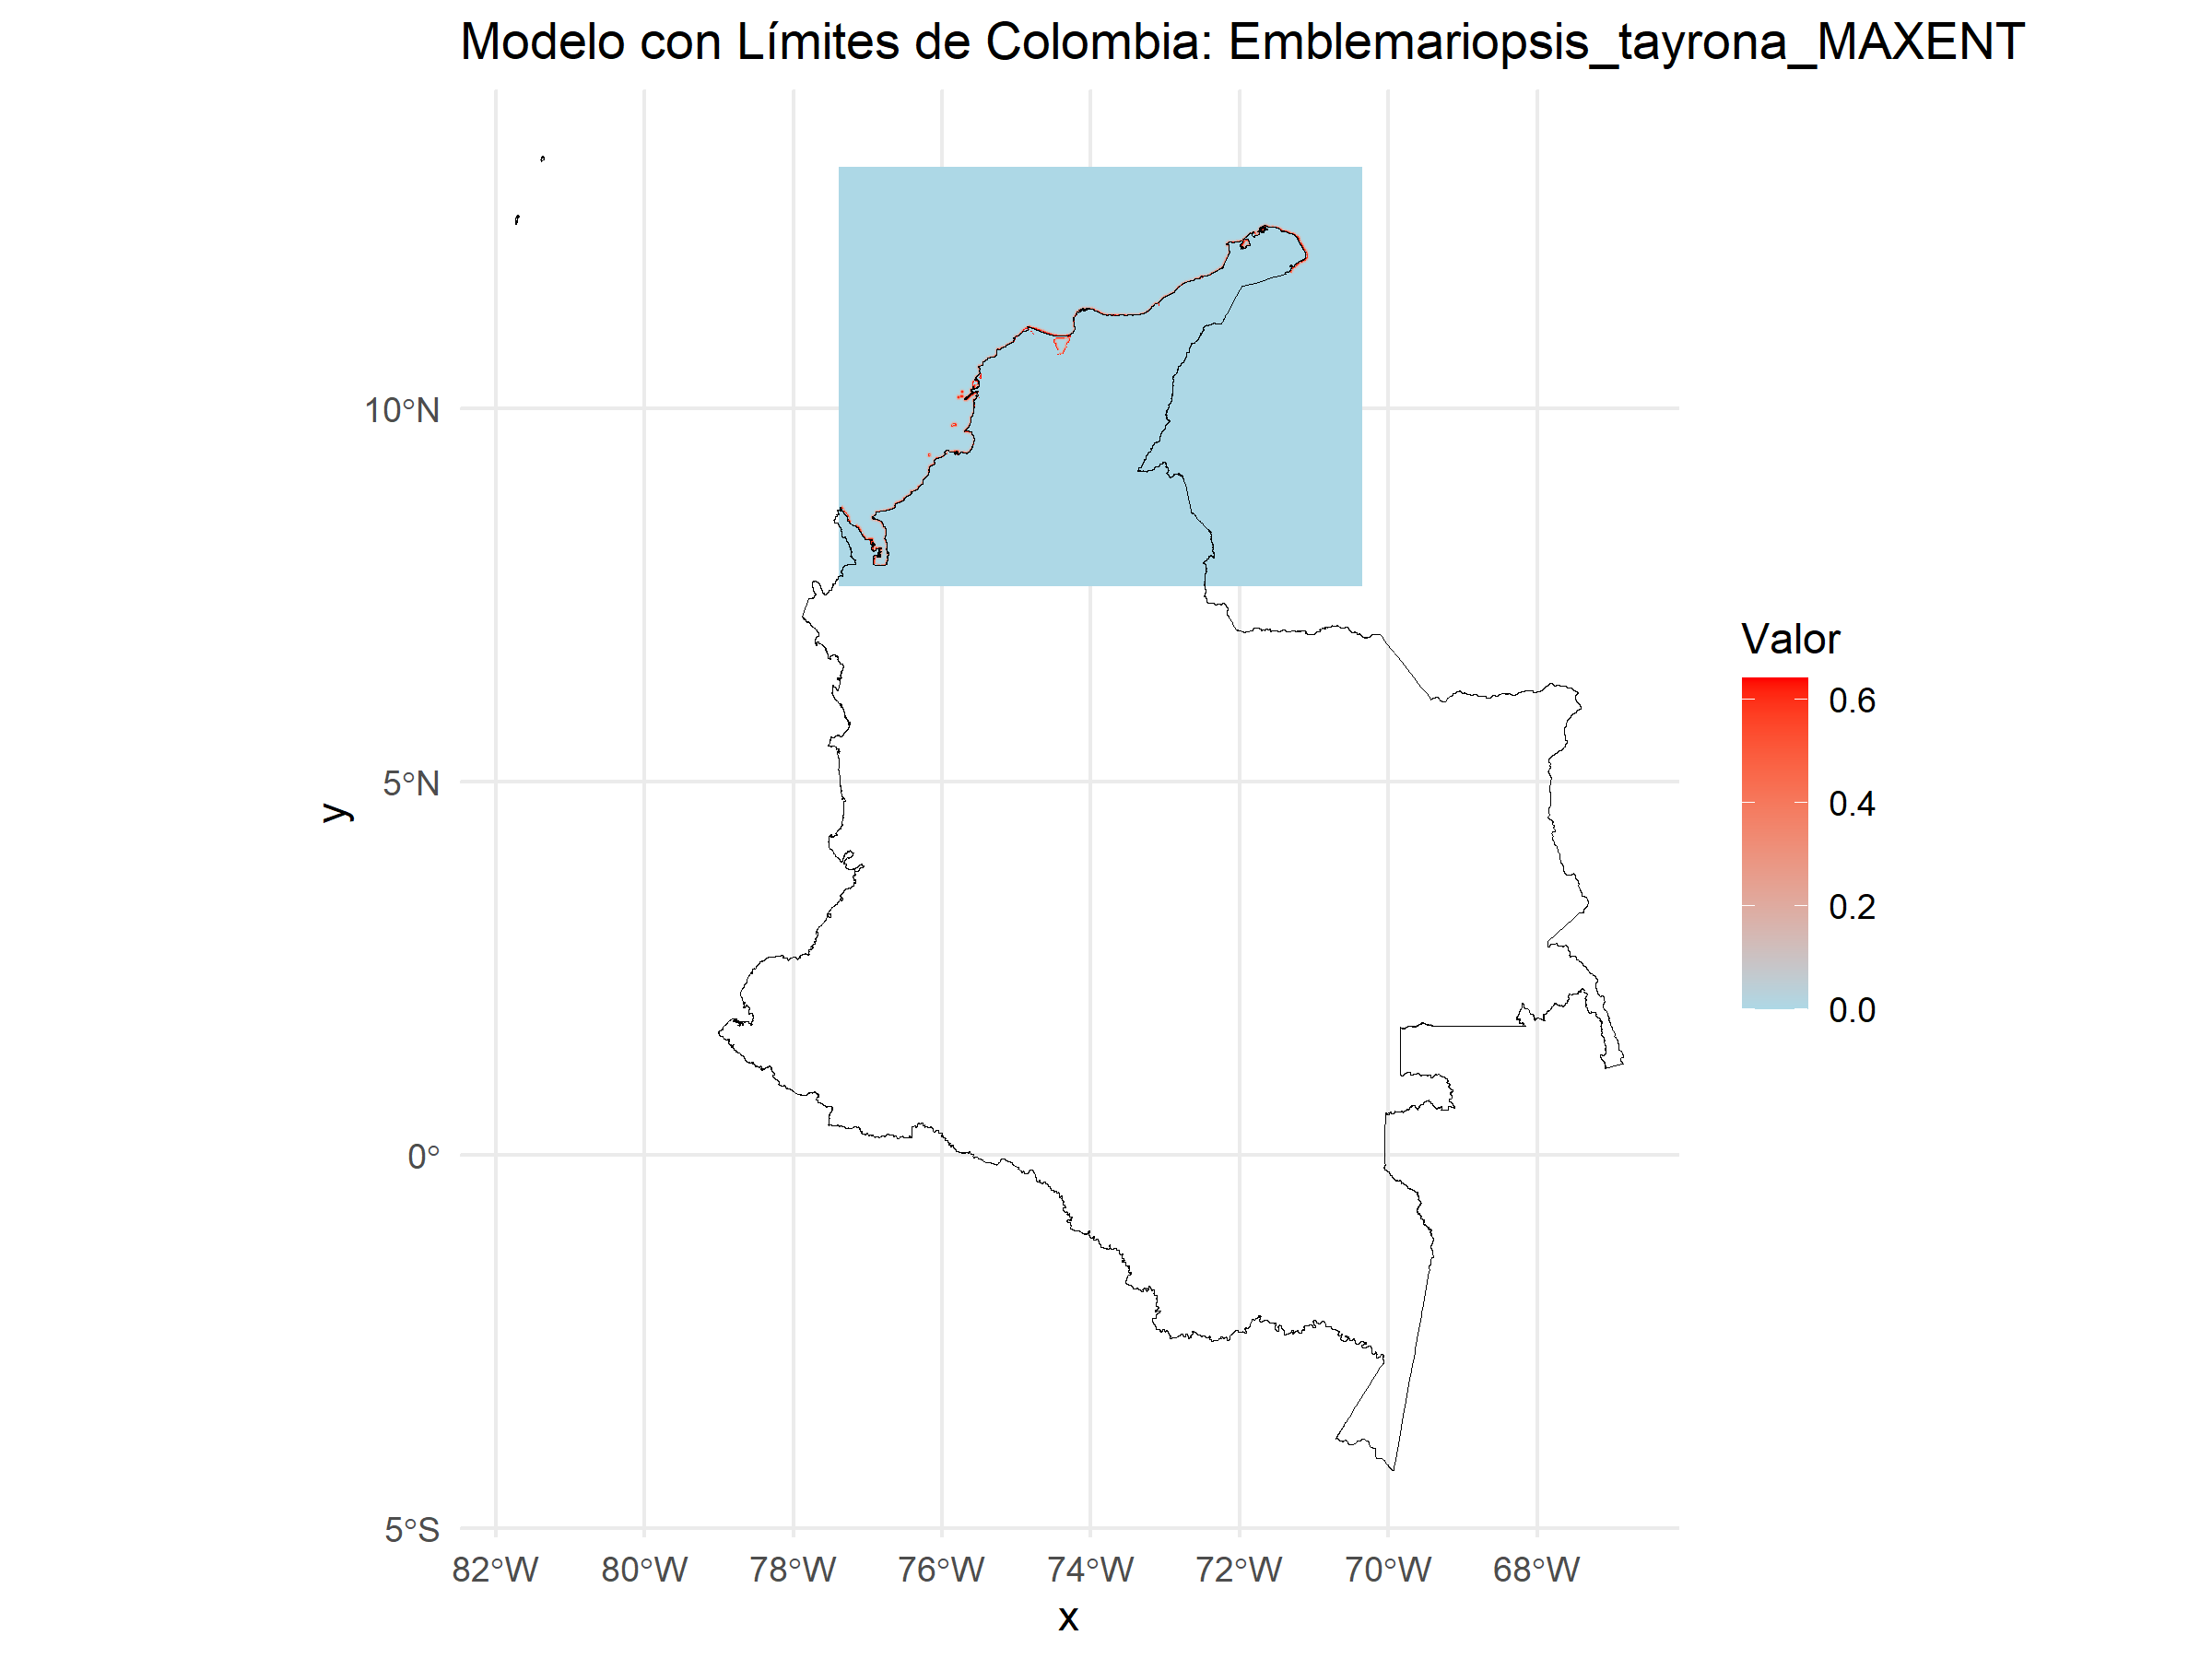 Modelo con Límites de Colombia: Emblemariopsis_tayrona_MAXENT
10°N
5°N
0°
5°S
y
82°W 80°W 78°W 76°W 74°W 72°W 70°W 68°W
x
Valor
0.6
0.4
0.2
0.0